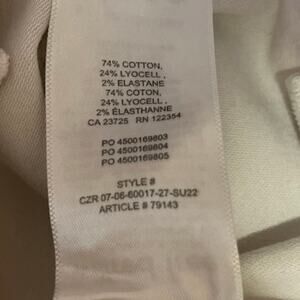 74% COTTON,
24% LYOCELL,
2% ELASTANE
74% COTON,
24% LYOCELL,
2% ÉLASTHANNE
CA 23725 RN 122354
PO 4500169803
PO 4500169804
PO 4500169805
STYLE #
CZR 07-06-60017-27-SU22
ARTICLE # 79143